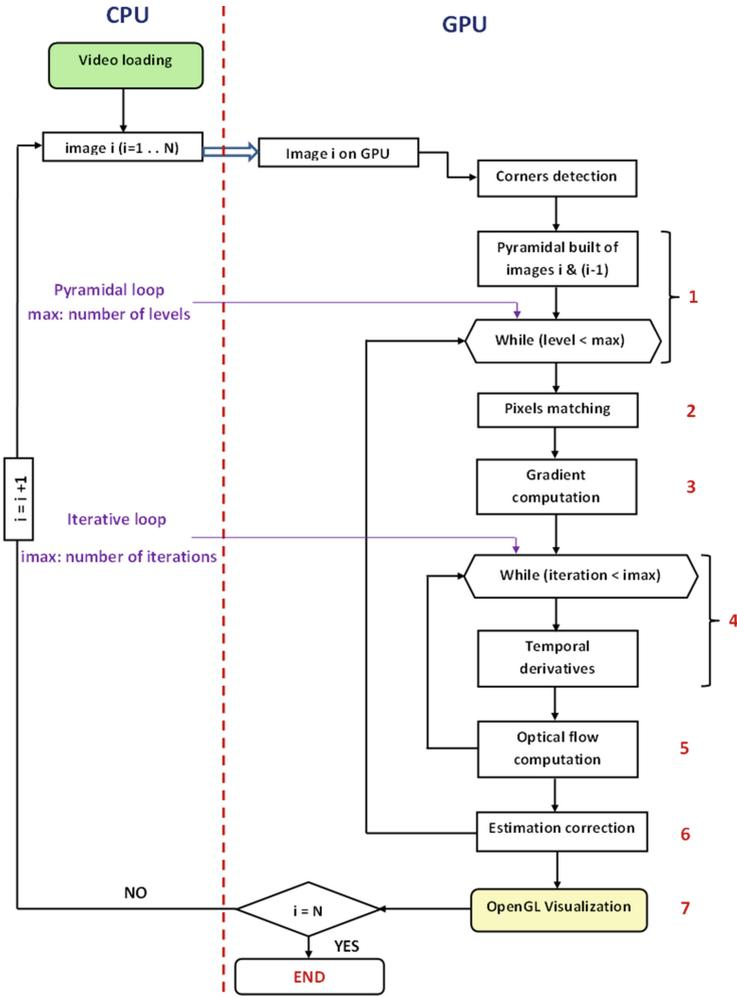 CPU
GPU
Video loading
image i (i=1 . . N)
Image i on GPU
Corners detection
Pyramidal built of
images i & (i-1)
1
Pyramidal loop
max: number of levels
While (level < max)
Pixels matching
2
Gradient
computation
3
i = i +1
Iterative loop
imax: number of iterations
While (iteration < imax)
4
Temporal
derivatives
Optical flow
computation
5
Estimation correction
6
OpenGL Visualization
7
NO
i = N
YES
END